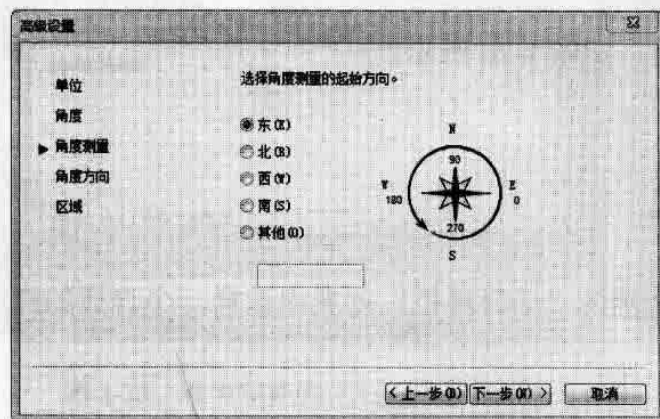 高级设置
单位
角度
角度测量
角度方向
区域
选择角度测量的起始方向。
东(E)
北(R)
西(W)
南(S)
其他(O)
N
90
W
180
E
0
270
S
< 上一步(B)
下一步(N) >
取消